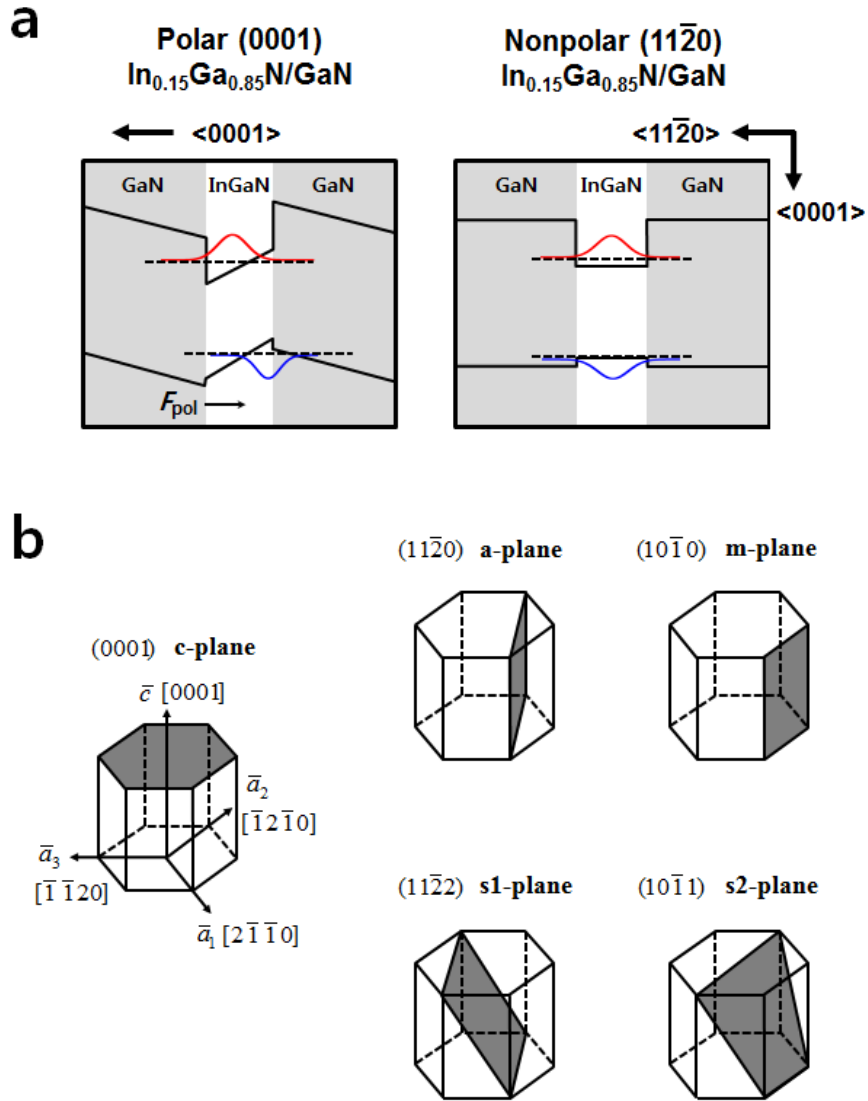 a
Polar (0001)
In0.15Ga0.85N/GaN
<0001>
GaN InGaN GaN
Fpol
Nonpolar (112̄0)
In0.15Ga0.85N/GaN
<112̄0>
<0001>
GaN InGaN GaN
b
(0001) c-plane
c̄ [0001]
ā2
[1̄21̄0]
ā3
[1̄1̄20]
ā1 [21̄1̄0]
(112̄0) a-plane
(101̄0) m-plane
(112̄2) s1-plane
(101̄1) s2-plane